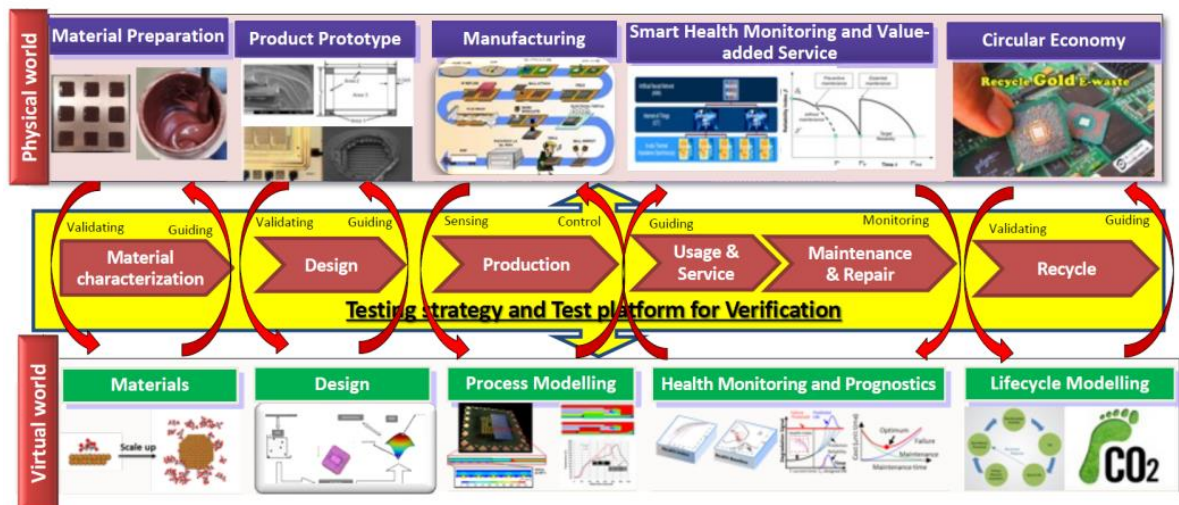 Physical world
Material Preparation
Product Prototype
Manufacturing
Smart Health Monitoring and Value-
added Service
Circular Economy
Recycle Gold E-waste
Validating
Guiding
Validating
Guiding
Sensing
Control
Guiding
Monitoring
Validating
Guiding
Material
characterization
Design
Production
Usage &
Service
Maintenance
& Repair
Recycle
Testing strategy and Test platform for Verification
Virtual world
Materials
Design
Process Modelling
Health Monitoring and Prognostics
Lifecycle Modelling
Scale up
Optimum
Failure
Maintenance
Maintenance time
CO2